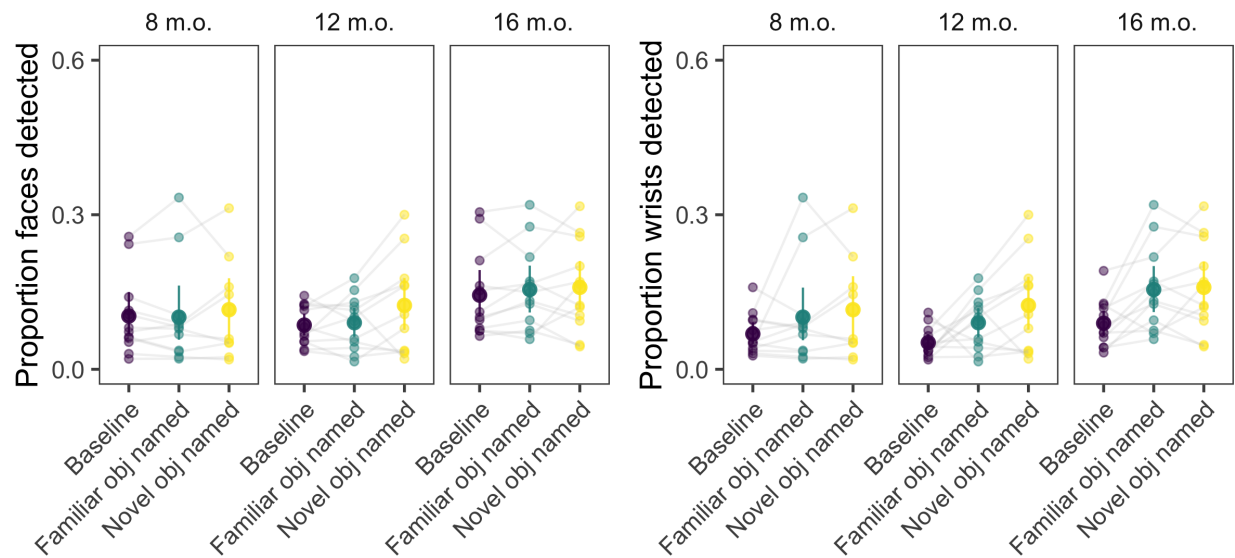 8 m.o. 12 m.o. 16 m.o.
Proportion faces detected
0.6
0.3
0.0
Baseline
Familiar obj named
Novel obj named
Baseline
Familiar obj named
Novel obj named
Baseline
Familiar obj named
Novel obj named
8 m.o. 12 m.o. 16 m.o.
Proportion wrists detected
0.6
0.3
0.0
Baseline
Familiar obj named
Novel obj named
Baseline
Familiar obj named
Novel obj named
Baseline
Familiar obj named
Novel obj named